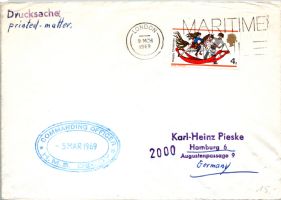 Drucksache
printed-matter.
LONDON
MARITIME
1969
4D
COMMANDING OFFICER
- 5 MAR 1969
H.M.S.
Karl-Heinz Pieske
2000 Hamburg 6
Augustenpassage 9
Germany
15.